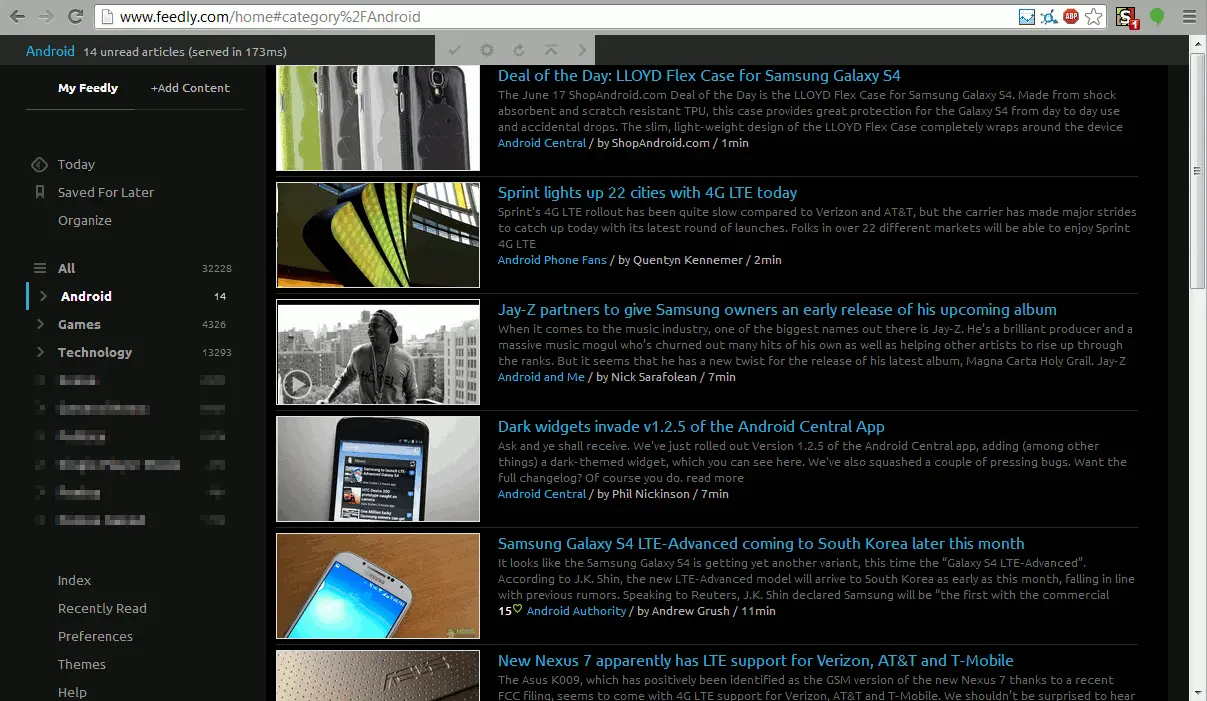 www.feedly.com/home#category%2FAndroid
ABP
S
1
Android 14 unread articles (served in 173ms)
My Feedly
+Add Content
Today
Saved For Later
Organize
All 32228
Android 14
Games 4326
Technology 13293
Index
Recently Read
Preferences
Themes
Help
Deal of the Day: LLOYD Flex Case for Samsung Galaxy S4
The June 17 ShopAndroid.com Deal of the Day is the LLOYD Flex Case for Samsung Galaxy S4. Made from shock
absorbent and scratch resistant TPU, this case provides great protection for the Galaxy S4 from day to day use
and accidental drops. The slim, light-weight design of the LLOYD Flex Case completely wraps around the device
Android Central / by ShopAndroid.com / 1min
Sprint lights up 22 cities with 4G LTE today
Sprint's 4G LTE rollout has been quite slow compared to Verizon and AT&T, but the carrier has made major strides
to catch up today with its latest round of launches. Folks in over 22 different markets will be able to enjoy Sprint
4G LTE
Android Phone Fans / by Quentyn Kennemer / 2min
Jay-Z partners to give Samsung owners an early release of his upcoming album
When it comes to the music industry, one of the biggest names out there is Jay-Z. He's a brilliant producer and a
massive music mogul who's churned out many hits of his own as well as helping other artists to rise up through
the ranks. But it seems that he has a new twist for the release of his latest album, Magna Carta Holy Grail. Jay-Z
Android and Me / by Nick Sarafolean / 7min
Dark widgets invade v1.2.5 of the Android Central App
Ask and ye shall receive. We've just rolled out Version 1.2.5 of the Android Central app, adding (among other
things) a dark-themed widget, which you can see here. We've also squashed a couple of pressing bugs. Want the
full changelog? Of course you do. read more
Android Central / by Phil Nickinson / 7min
Samsung Galaxy S4 LTE-Advanced coming to South Korea later this month
It looks like the Samsung Galaxy S4 is getting yet another variant, this time the “Galaxy S4 LTE-Advanced”.
According to J.K. Shin, the new LTE-Advanced model will arrive to South Korea as early as this month, falling in line
with previous rumors. Speaking to Reuters, J.K. Shin declared Samsung will be “the first with the commercial
15 Android Authority / by Andrew Grush / 11min
SAMSUNG
New Nexus 7 apparently has LTE support for Verizon, AT&T and T-Mobile
The Asus K009, which has positively been identified as the GSM version of the new Nexus 7 thanks to a recent
FCC filing, seems to come with 4G LTE support for Verizon, AT&T and T-Mobile. We shouldn't be surprised to hear
ASUS